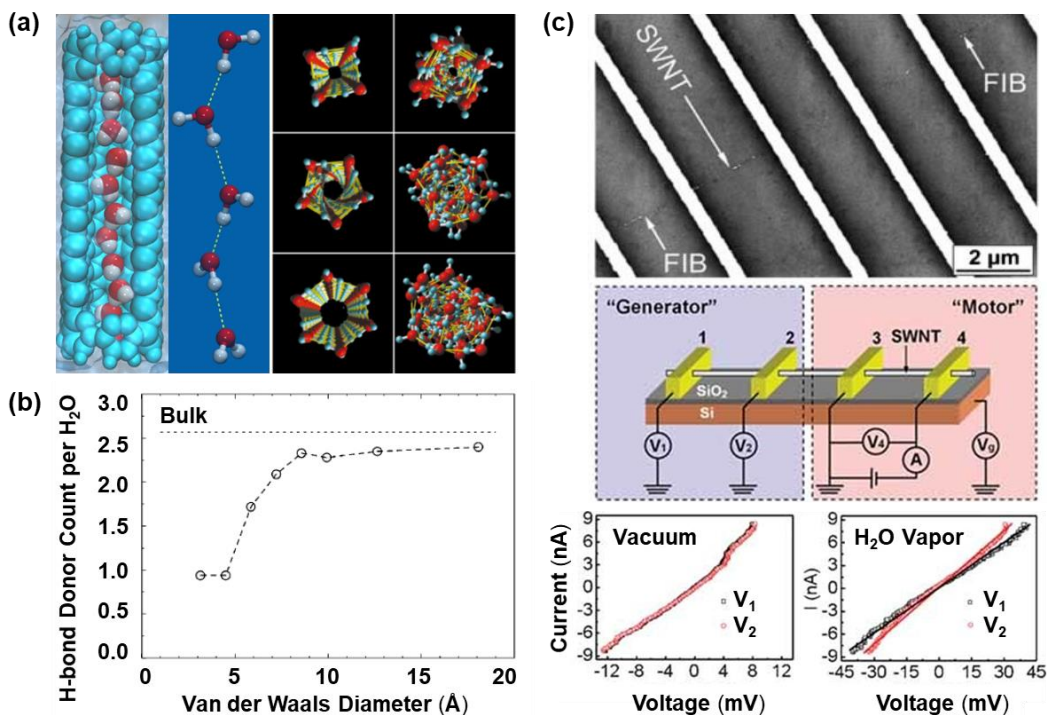 (a)
(b)
H-bond Donor Count per H₂O
3.0
2.5
2.0
1.5
1.0
0.5
0.0
Bulk
0
5
10
15
20
Van der Waals Diameter (Å)
(c)
SWNT
FIB
FIB
2 μm
"Generator"
"Motor"
1
2
3
4
SWNT
SiO₂
Si
V₁
V₂
V₄
A
Vg
Current (nA)
9
6
3
0
-3
-6
-9
Vacuum
V₁
V₂
-12
-8
-4
0
4
8
12
Voltage (mV)
I (nA)
9
6
3
0
-3
-6
-9
H₂O Vapor
V₁
V₂
-45
-30
-15
0
15
30
45
Voltage (mV)